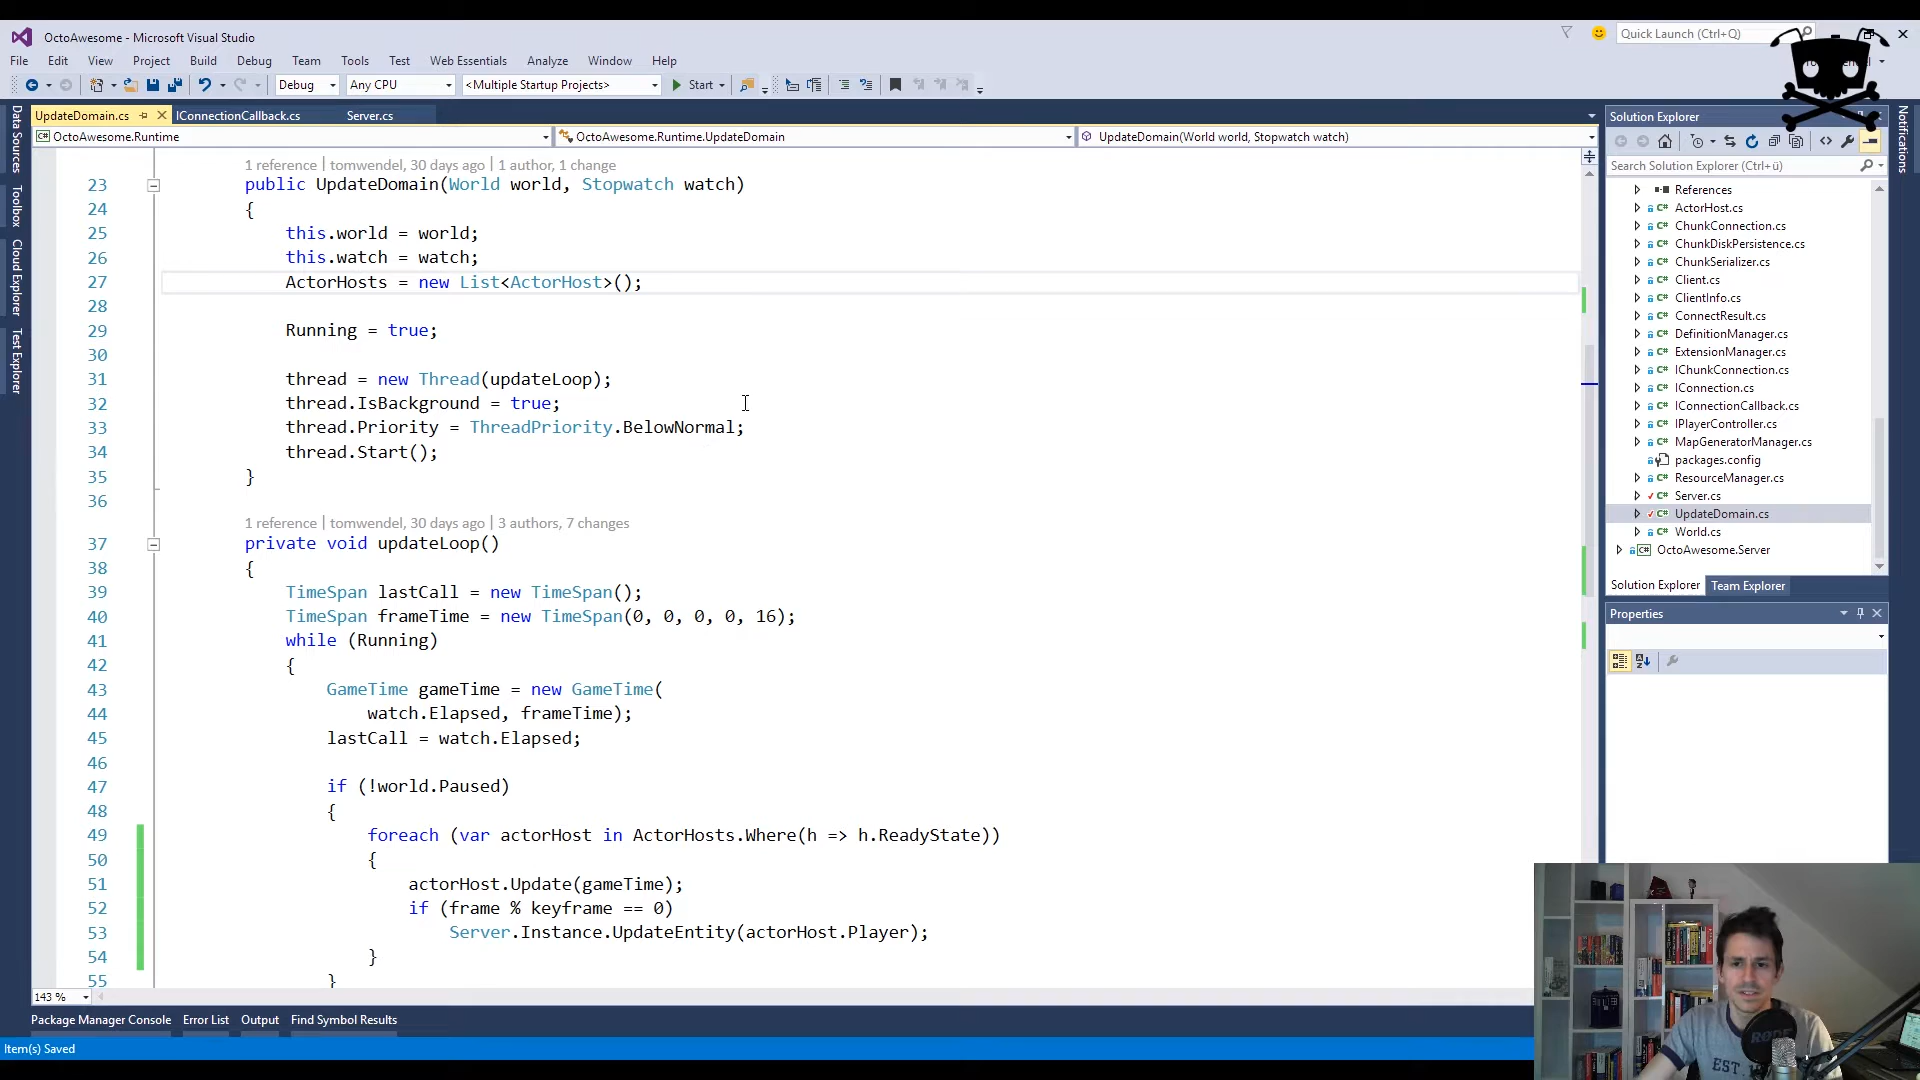 OctoAwesome - Microsoft Visual Studio
Quick Launch (Ctrl+Q)
File Edit View Project Build Debug Team Tools Test Web Essentials Analyze Window Help
Debug Any CPU <Multiple Startup Projects> Start
UpdateDomain.cs IConnectionCallback.cs Server.cs
OctoAwesome.Runtime OctoAwesome.Runtime.UpdateDomain UpdateDomain(World world, Stopwatch watch)
Data Sources
Toolbox
Cloud Explorer
Test Explorer
1 reference | tomwendel, 30 days ago | 1 author, 1 change
23 public UpdateDomain(World world, Stopwatch watch)
24 {
25 this.world = world;
26 this.watch = watch;
27 ActorHosts = new List<ActorHost>();
28
29 Running = true;
30
31 thread = new Thread(updateLoop);
32 thread.IsBackground = true;
33 thread.Priority = ThreadPriority.BelowNormal;
34 thread.Start();
35 }
36
1 reference | tomwendel, 30 days ago | 3 authors, 7 changes
37 private void updateLoop()
38 {
39 TimeSpan lastCall = new TimeSpan();
40 TimeSpan frameTime = new TimeSpan(0, 0, 0, 0, 16);
41 while (Running)
42 {
43 GameTime gameTime = new GameTime(
44 watch.Elapsed, frameTime);
45 lastCall = watch.Elapsed;
46
47 if (!world.Paused)
48 {
49 foreach (var actorHost in ActorHosts.Where(h => h.ReadyState))
50 {
51 actorHost.Update(gameTime);
52 if (frame % keyframe == 0)
53 Server.Instance.UpdateEntity(actorHost.Player);
54 }
55 }
143 %
Package Manager Console Error List Output Find Symbol Results
Item(s) Saved
Solution Explorer
Search Solution Explorer (Ctrl+ü)
References
ActorHost.cs
ChunkConnection.cs
ChunkDiskPersistence.cs
ChunkSerializer.cs
Client.cs
ClientInfo.cs
ConnectResult.cs
DefinitionManager.cs
ExtensionManager.cs
IChunkConnection.cs
IConnection.cs
IConnectionCallback.cs
IPlayerController.cs
MapGeneratorManager.cs
packages.config
ResourceManager.cs
Server.cs
UpdateDomain.cs
World.cs
OctoAwesome.Server
Solution Explorer Team Explorer
Properties
Notifications
RODE
EST.